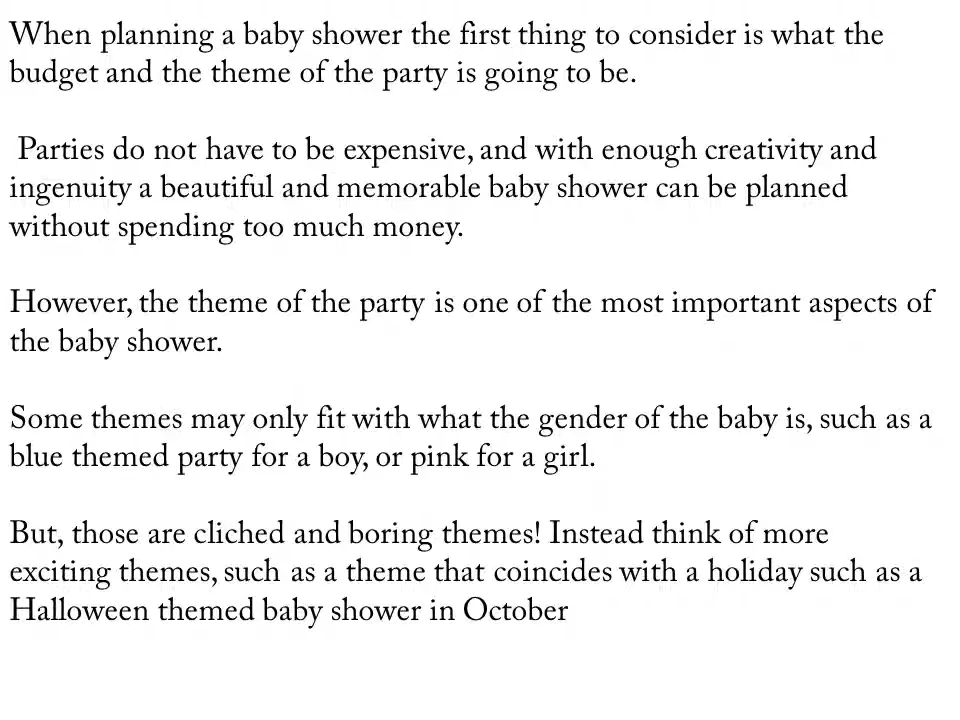 When planning a baby shower the first thing to consider is what the
budget and the theme of the party is going to be.
Parties do not have to be expensive, and with enough creativity and
ingenuity a beautiful and memorable baby shower can be planned
without spending too much money.
However, the theme of the party is one of the most important aspects of
the baby shower.
Some themes may only fit with what the gender of the baby is, such as a
blue themed party for a boy, or pink for a girl.
But, those are cliched and boring themes! Instead think of more
exciting themes, such as a theme that coincides with a holiday such as a
Halloween themed baby shower in October